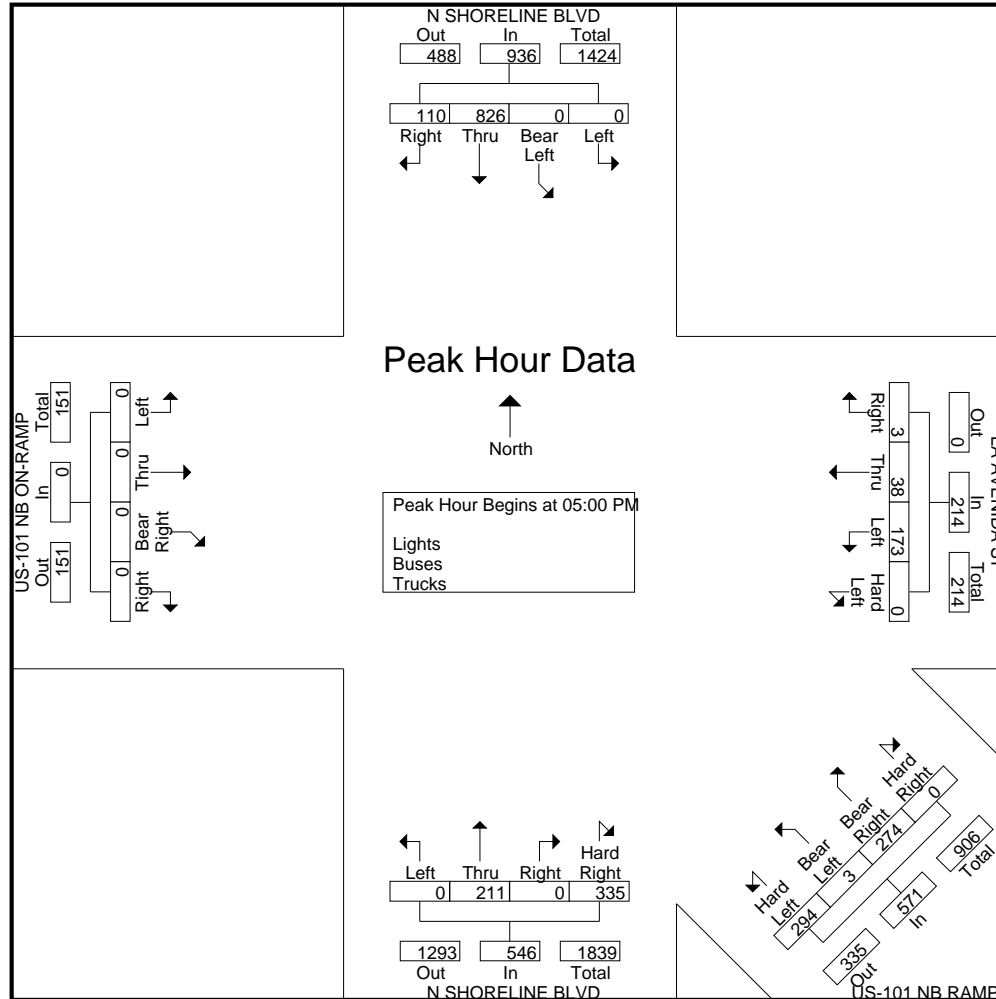 N SHORELINE BLVD
Out In Total
488 936 1424
110 826 0 0
Right Thru Bear Left Left
Peak Hour Data
North
Peak Hour Begins at 05:00 PM
Lights
Buses
Trucks
US-101 NB ON-RAMP
Out In Total
151 0 151
Right Bear Right Thru Left
0 0 0 0
Out In Total
0 214 214
3 38 173 0
Right Thru Left Hard Left
Left Thru Right Hard Right
0 211 0 335
1293 546 1839
Out In Total
N SHORELINE BLVD
Hard Left Bear Left Bear Right Hard Right
294 3 274 0
335 571 906
Out In Total
US-101 NB RAMP